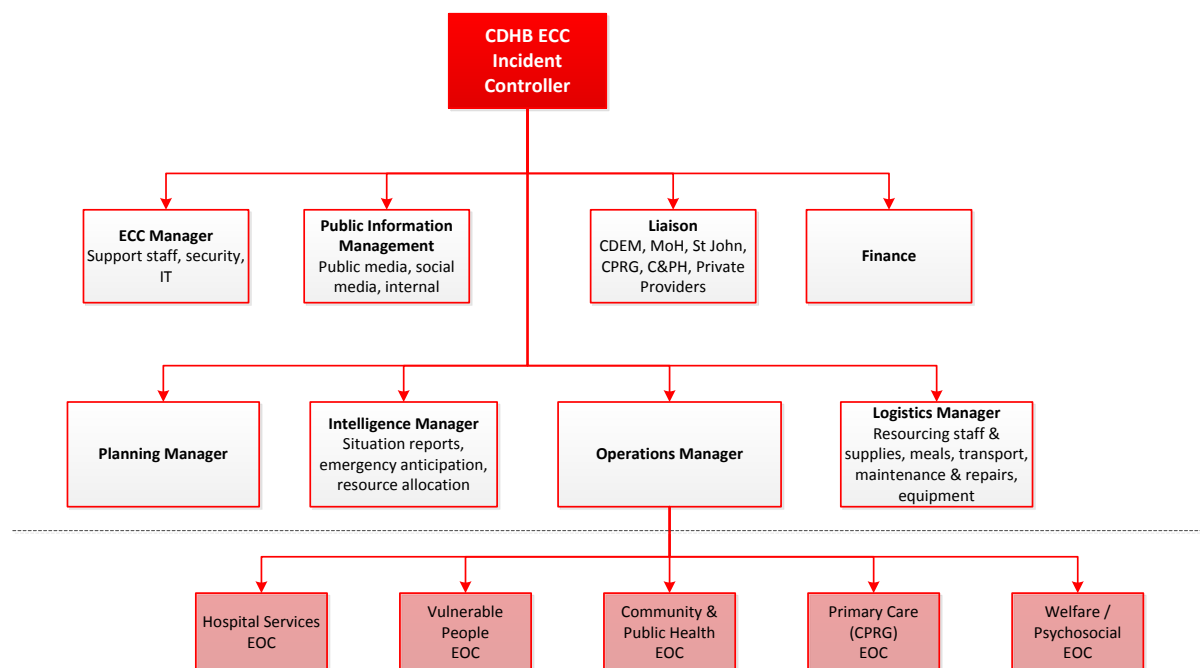 CDHB ECC
Incident
Controller
ECC Manager
Support staff, security,
IT
Public Information
Management
Public media, social
media, internal
Liaison
CDEM, MoH, St John,
CPRG, C&PH, Private
Providers
Finance
Planning Manager
Intelligence Manager
Situation reports,
emergency anticipation,
resource allocation
Operations Manager
Logistics Manager
Resourcing staff &
supplies, meals, transport,
maintenance & repairs,
equipment
Hospital Services
EOC
Vulnerable
People
EOC
Community &
Public Health
EOC
Primary Care
(CPRG)
EOC
Welfare /
Psychosocial
EOC